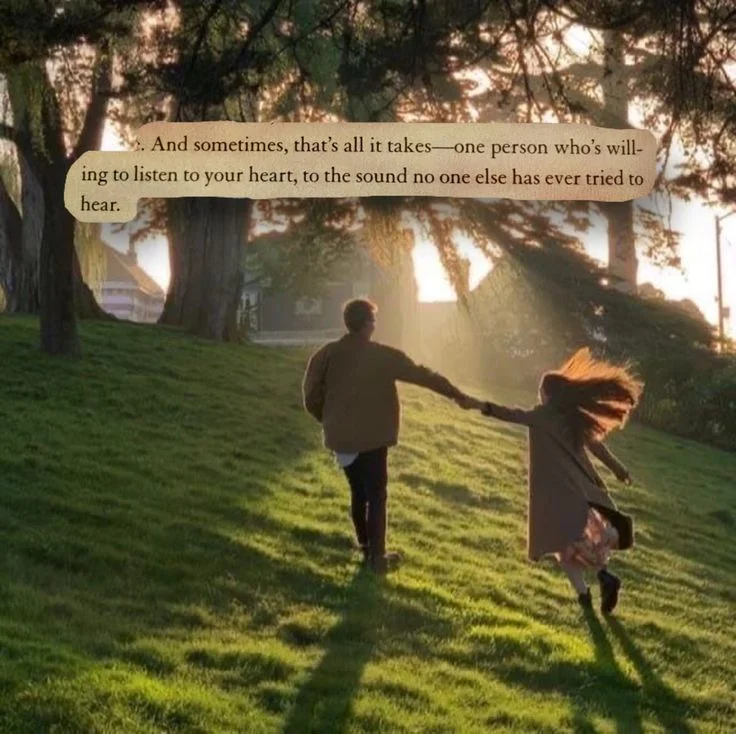 :. And sometimes, that's all it takes—one person who's will-
ing to listen to your heart, to the sound no one else has ever tried to
hear.